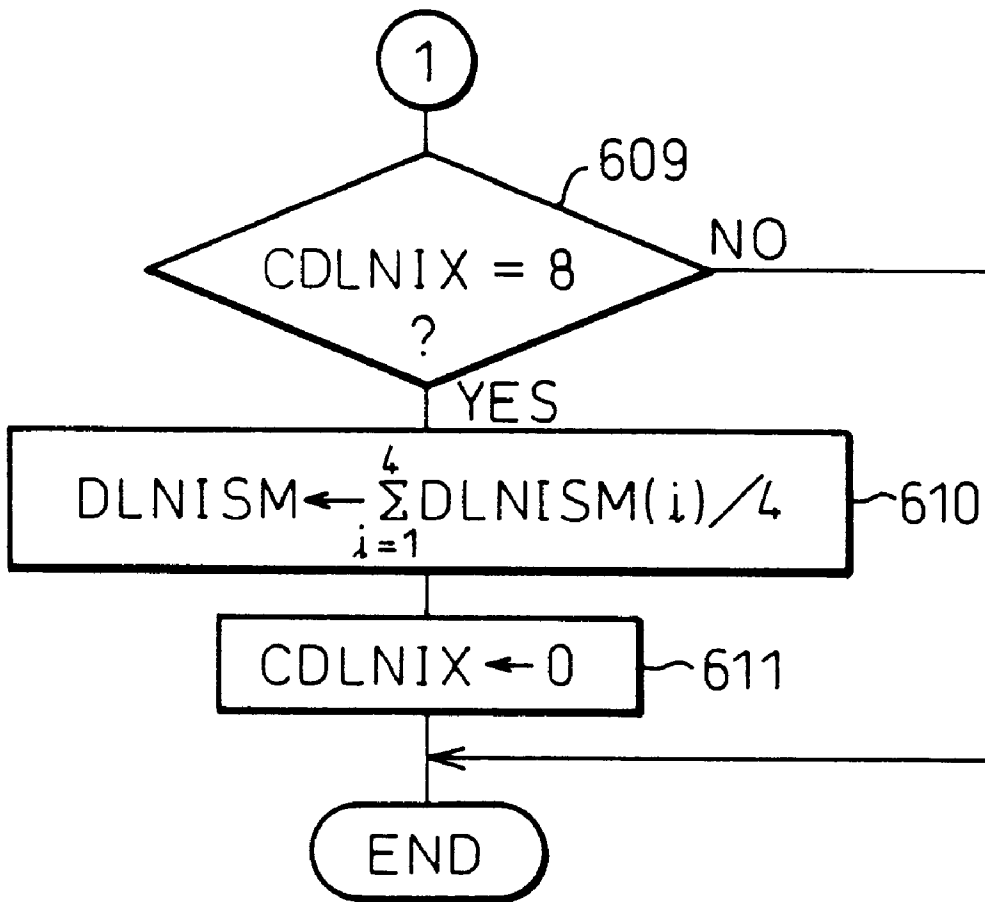 1
609
CDLNIX = 8
?
NO
YES
DLNISM←
4
Σ
i=1
DLNISM(i)/4
610
CDLNIX←0
611
END